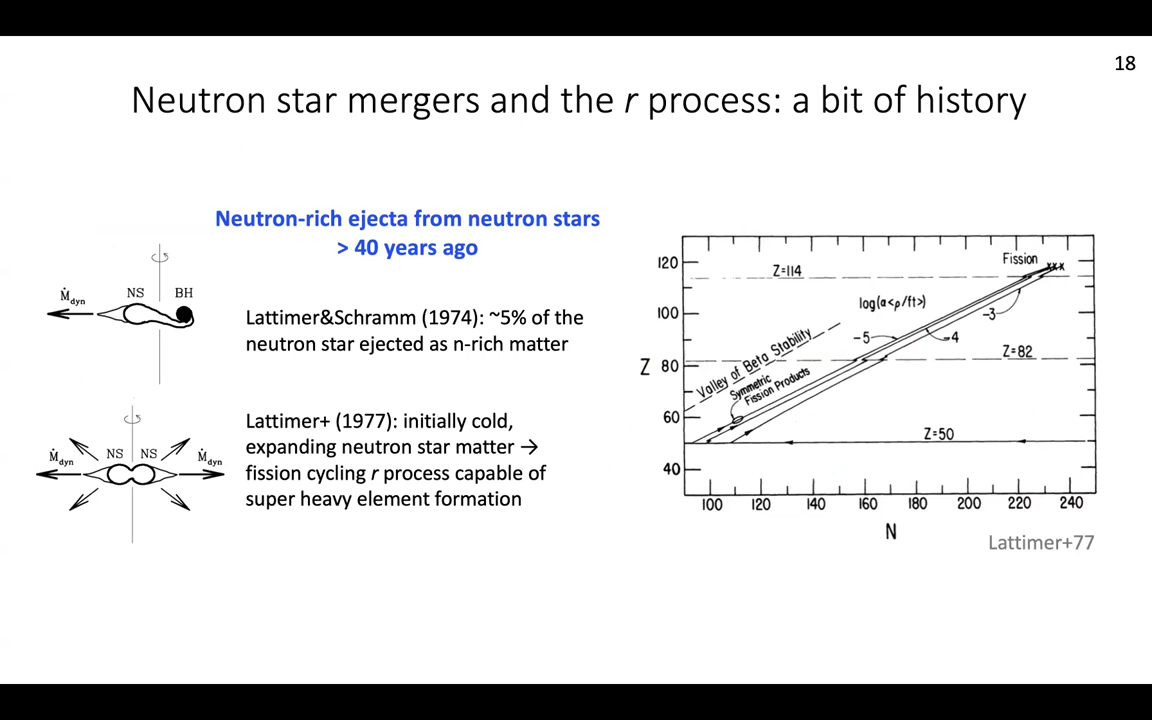 18
Neutron star mergers and the r process: a bit of history
Neutron-rich ejecta from neutron stars
> 40 years ago
Ṁdyn
NS
BH
Lattimer&Schramm (1974): ~5% of the
neutron star ejected as n-rich matter
Ṁdyn
NS
NS
Ṁdyn
Lattimer+ (1977): initially cold,
expanding neutron star matter →
fission cycling r process capable of
super heavy element formation
Z
120
100
80
60
40
Fission
xxx
Z=114
log(a<ρ/ft>)
-3
-5
-4
Z=82
Valley of Beta Stability
Symmetric
Fission Products
Z=50
100 120 140 160 180 200 220 240
N
Lattimer+77